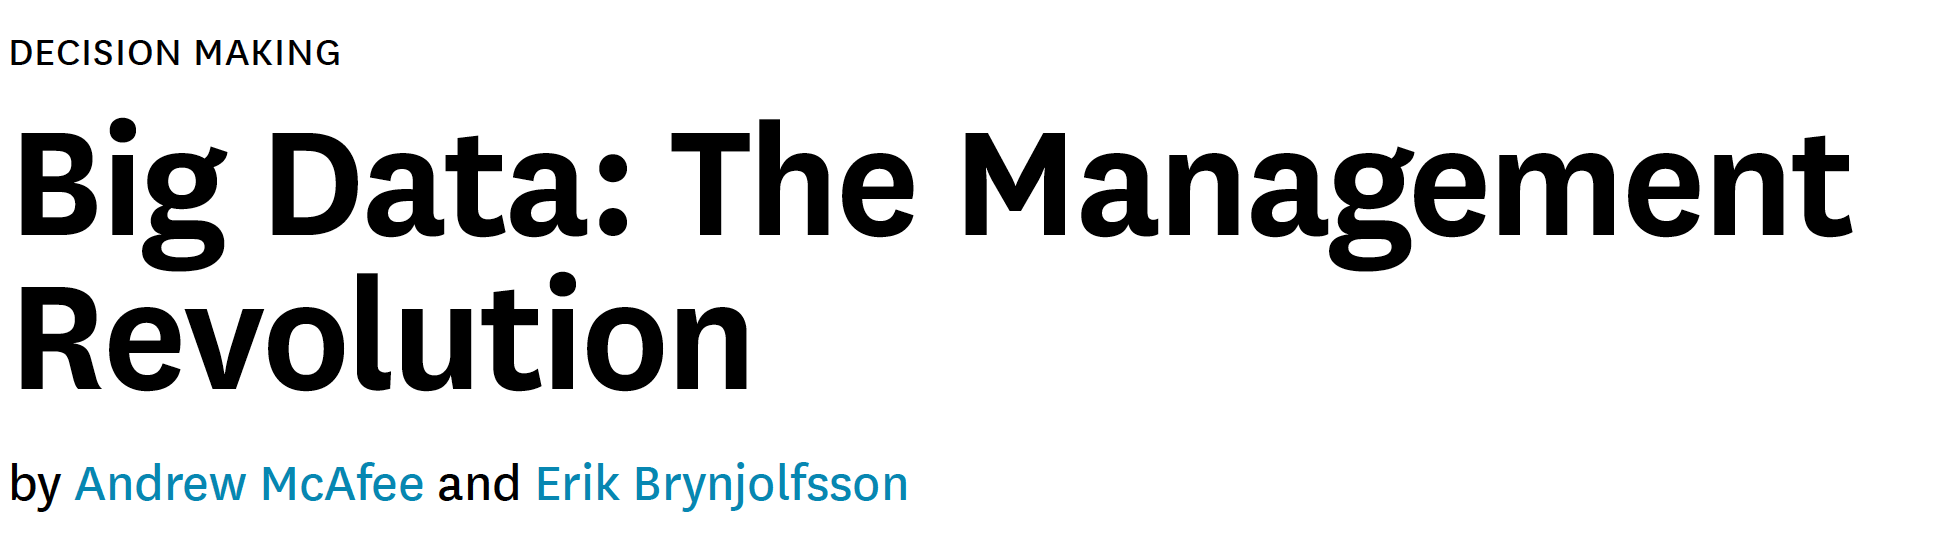 DECISION MAKING
Big Data: The Management
Revolution
by Andrew McAfee and Erik Brynjolfsson